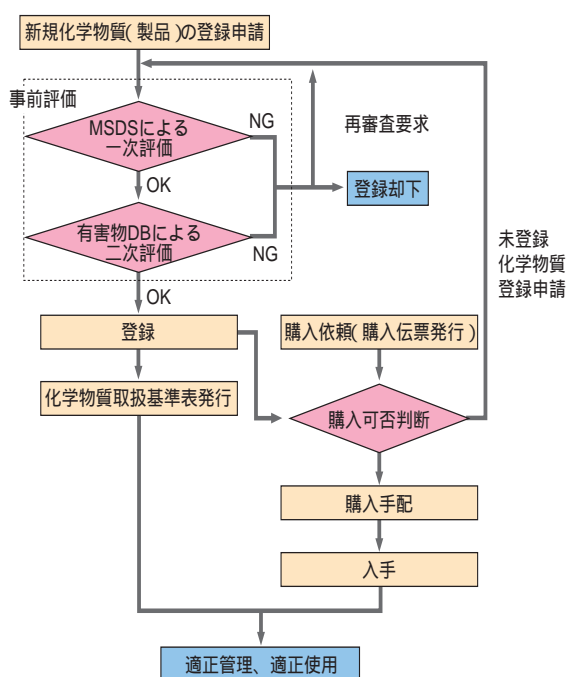 新規化学物質( 製品 )の登録申請
事前評価
MSDSによる
一次評価
NG
再審査要求
OK
登録却下
有害物DBによる
二次評価
NG
未登録
化学物質
登録申請
OK
登録
購入依頼( 購入伝票発行 )
化学物質取扱基準表発行
購入可否判断
購入手配
入手
適正管理、適正使用